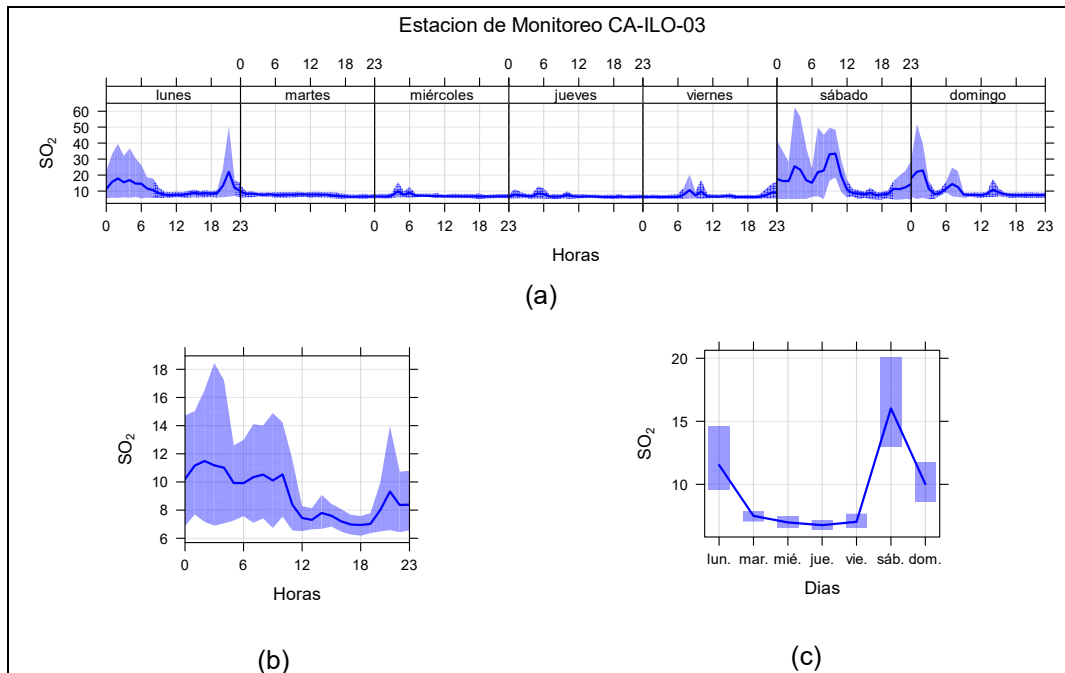 Estacion de Monitoreo CA-ILO-03
0 6 12 18 23 0 6 12 18 23 0 6 12 18 23
lunes martes miércoles jueves viernes sábado domingo
60
50
40
30
20
10
SO2
0 6 12 18 23 0 6 12 18 23 0 6 12 18 23 0 6 12 18 23
Horas
(a)
18
16
14
12
10
8
6
SO2
0 6 12 18 23
Horas
(b)
20
15
10
SO2
lun. mar. mié. jue. vie. sáb. dom.
Dias
(c)